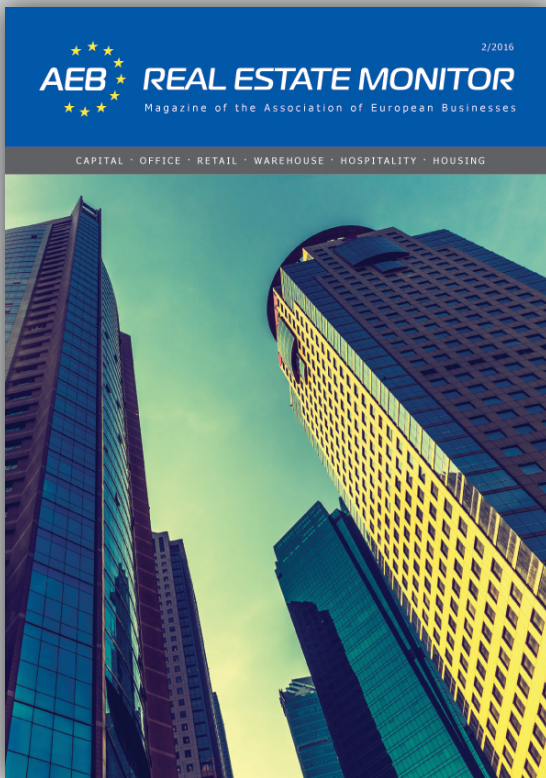 2/2016
AEB REAL ESTATE MONITOR
Magazine of the Association of European Businesses
CAPITAL · OFFICE · RETAIL · WAREHOUSE · HOSPITALITY · HOUSING